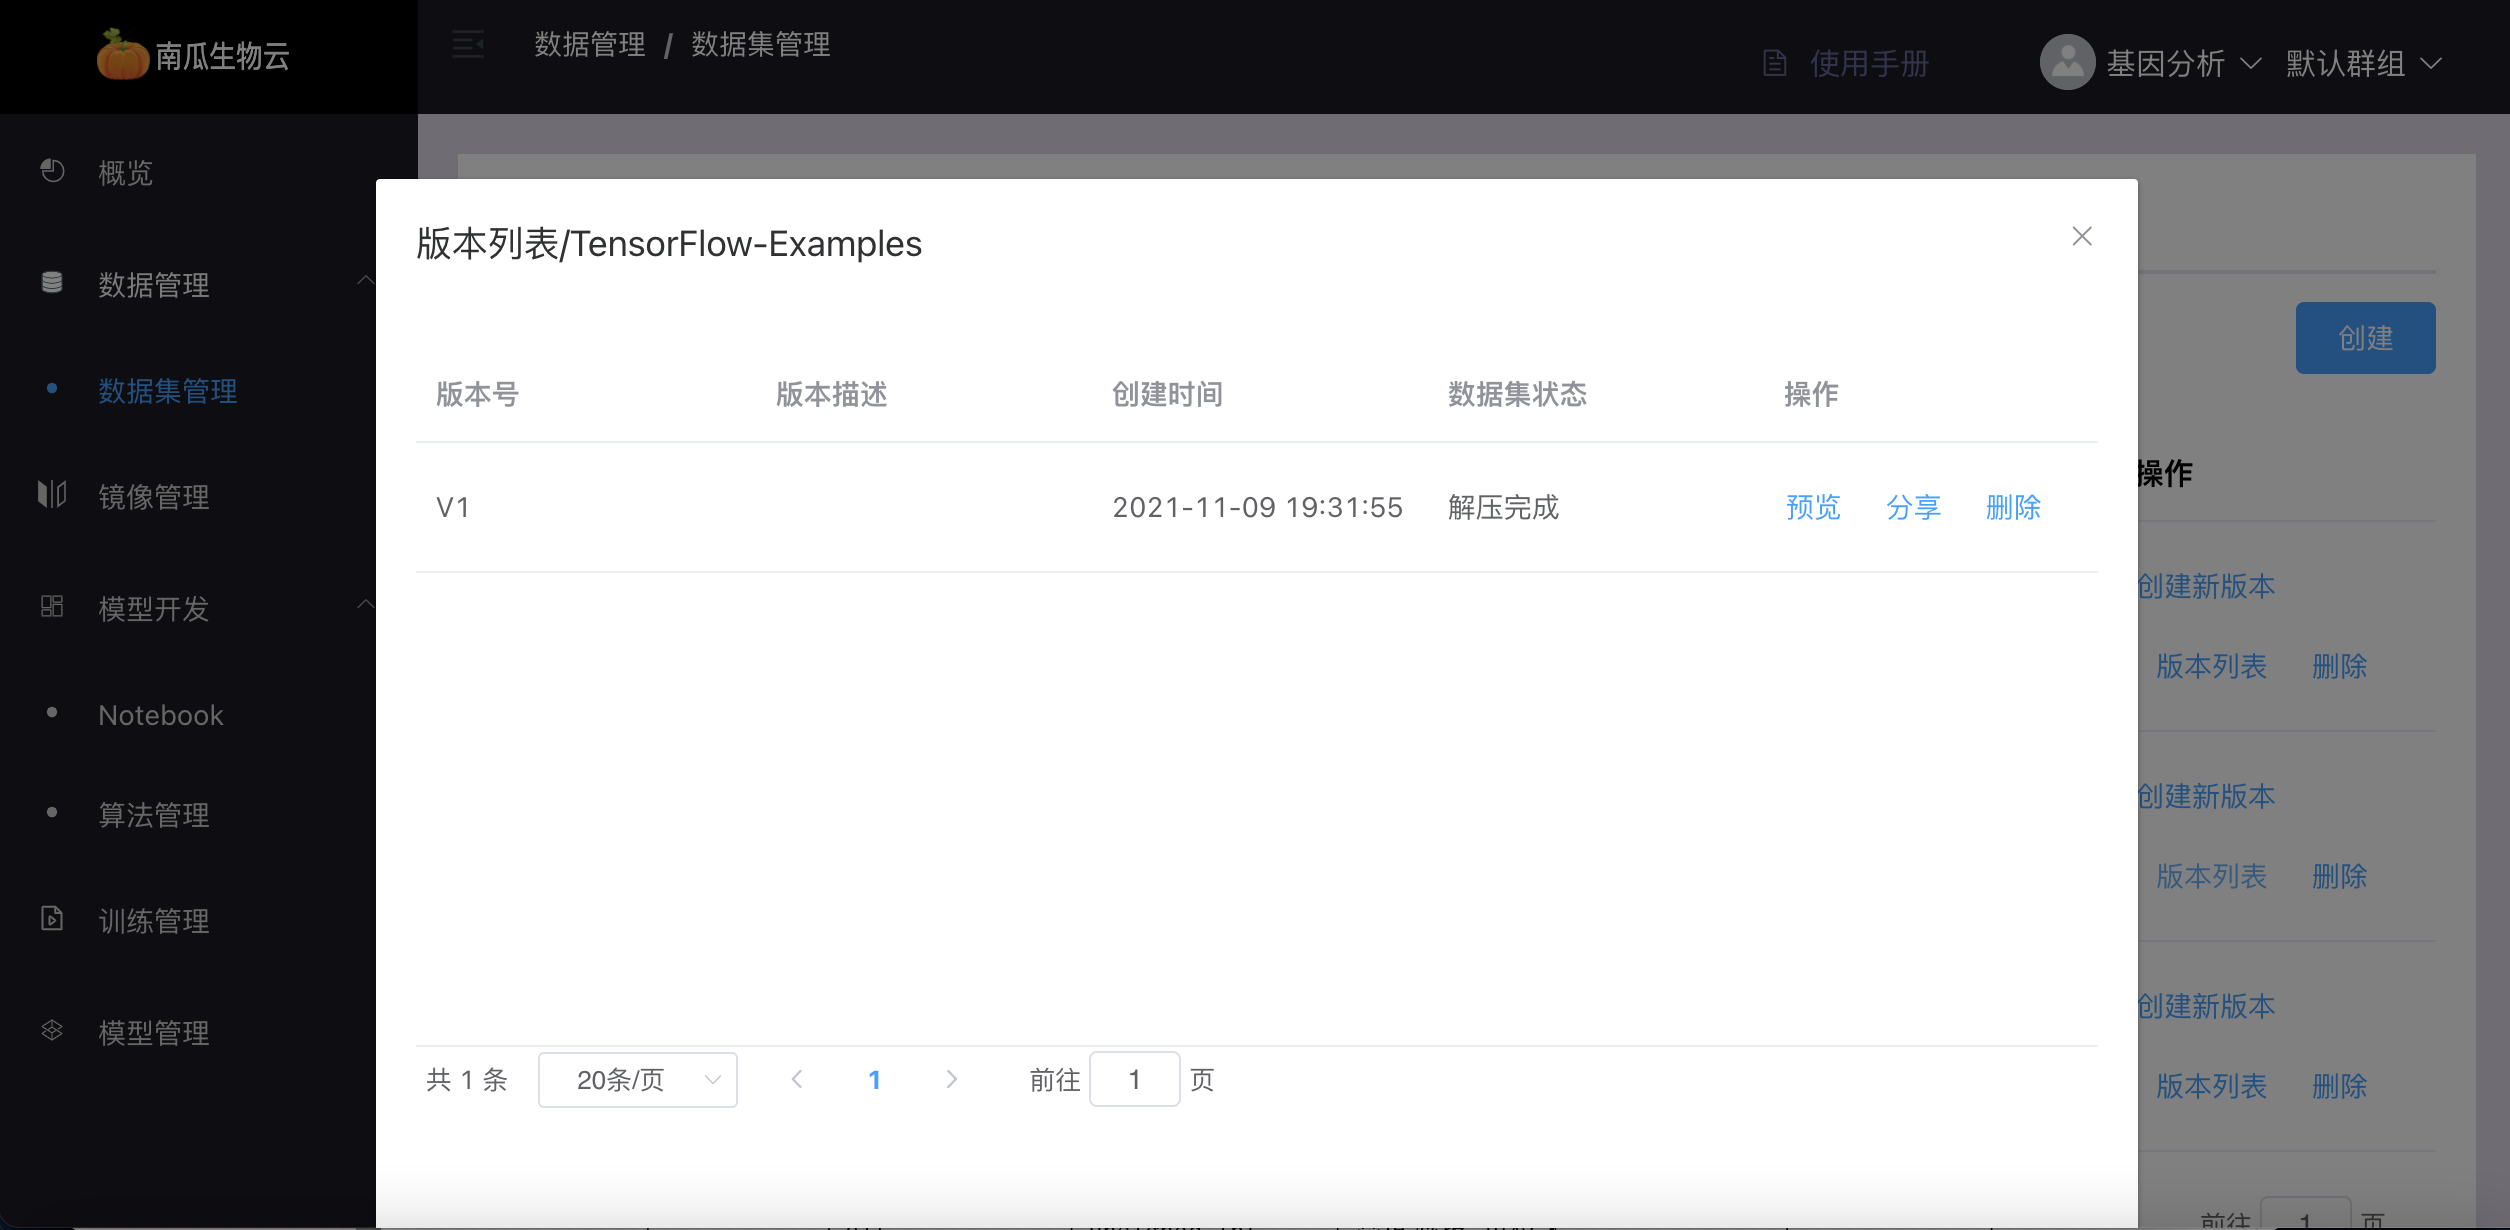 南瓜生物云
数据管理 / 数据集管理
使用手册
基因分析
默认群组
概览
数据管理
数据集管理
镜像管理
模型开发
Notebook
算法管理
训练管理
模型管理
版本列表/TensorFlow-Examples
版本号 版本描述 创建时间 数据集状态 操作
V1 2021-11-09 19:31:55 解压完成 预览 分享 删除
共 1 条 20条/页 1 前往 1 页
创建
操作
创建新版本
版本列表 删除
创建新版本
版本列表 删除
创建新版本
版本列表 删除
前往 1 页